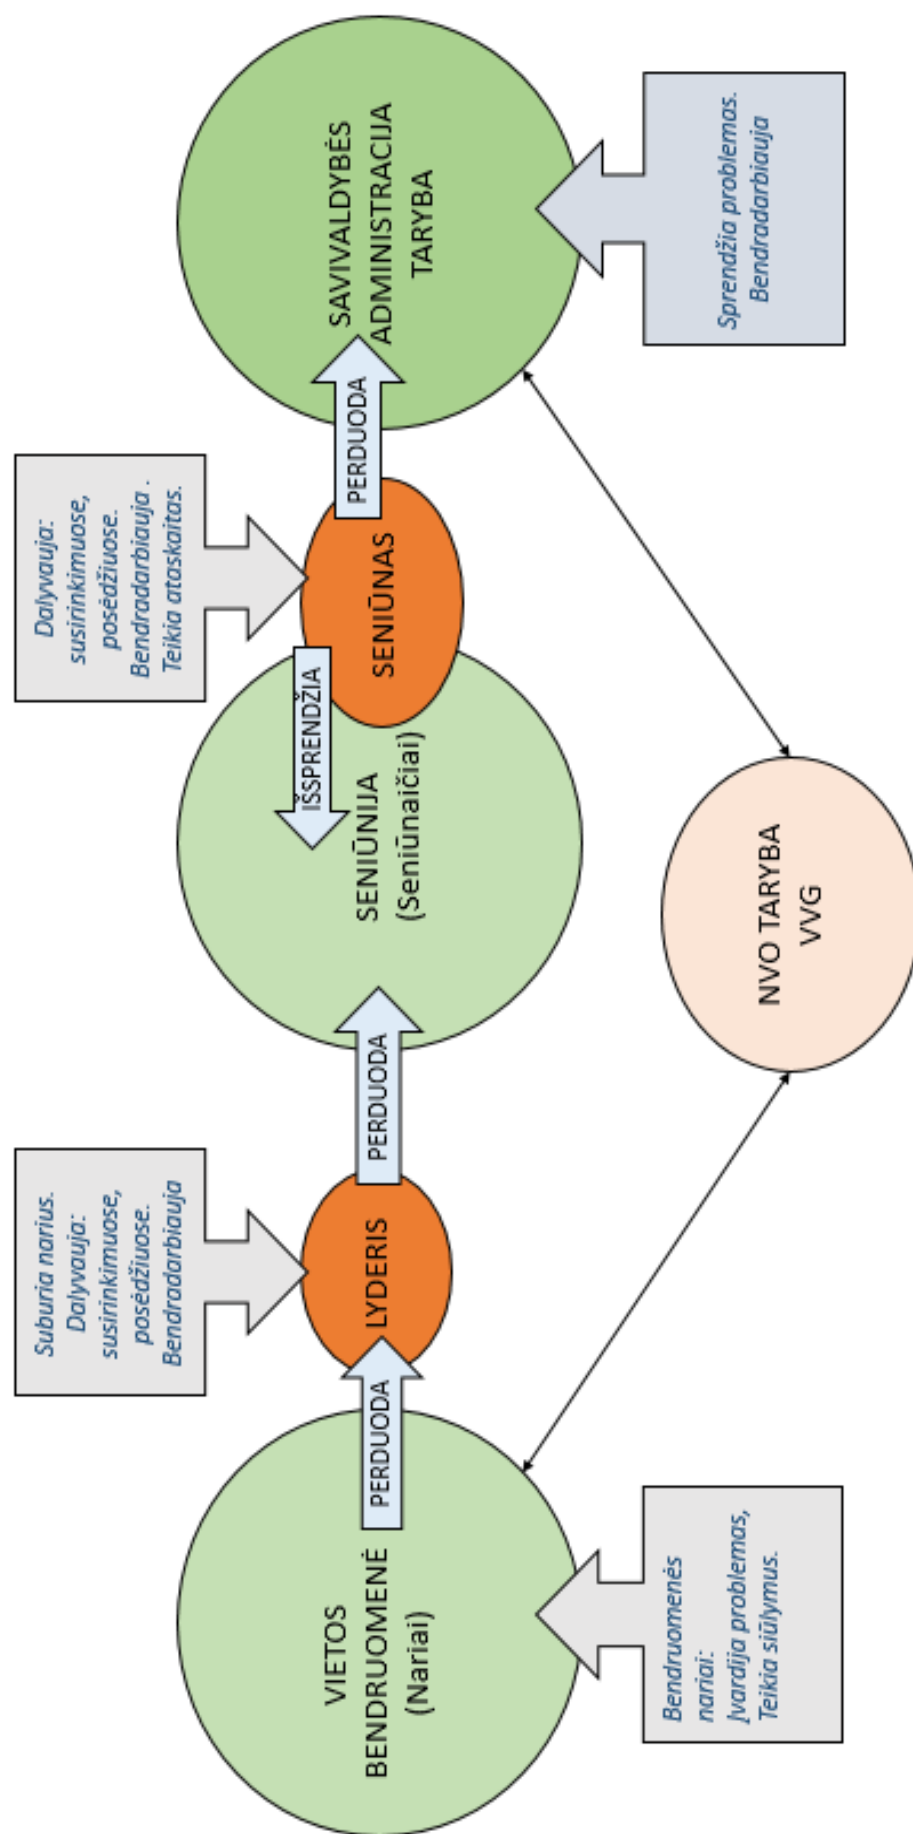 Suburia narius.
Dalyvauja:
susirinkimuose,
posėdžiuose.
Bendradarbiauja
Dalyvauja:
susirinkimuose,
posėdžiuose.
Bendradarbiauja .
Teikia ataskaitas.
VIETOS
BENDRUOMENĖ
(Nariai)
PERDUODA
LYDERIS
PERDUODA
SENIŪNIJA
(Seniūnaičiai)
IŠSPRENDŽIA
SENIŪNAS
PERDUODA
SAVIVALDYBĖS
ADMINISTRACIJA
TARYBA
Bendruomenės
nariai:
Įvardija problemas,
Teikia siūlymus.
NVO TARYBA
VVG
Sprendžia problemas.
Bendradarbiauja